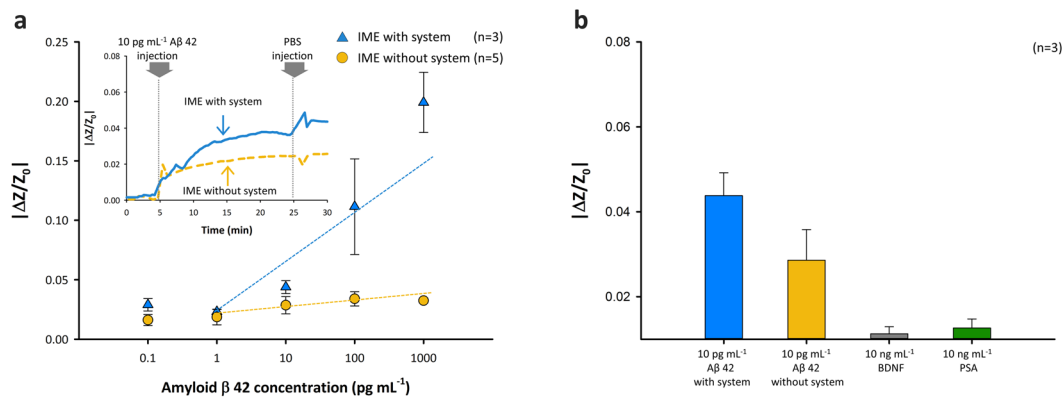 a
IME with system (n=3)
IME without system (n=5)
10 pg mL-1 Aβ 42
injection
PBS
injection
IME with system
IME without system
|ΔZ/Z0|
0.08
0.06
0.04
0.02
0.00
0 5 10 15 20 25 30
Time (min)
|ΔZ/Z0|
0.25
0.20
0.15
0.10
0.05
0.00
0.1 1 10 100 1000
Amyloid β 42 concentration (pg mL-1)
b
(n=3)
|ΔZ/Z0|
0.08
0.06
0.04
0.02
10 pg mL-1
Aβ 42
with system
10 pg mL-1
Aβ 42
without system
10 ng mL-1
BDNF
10 ng mL-1
PSA